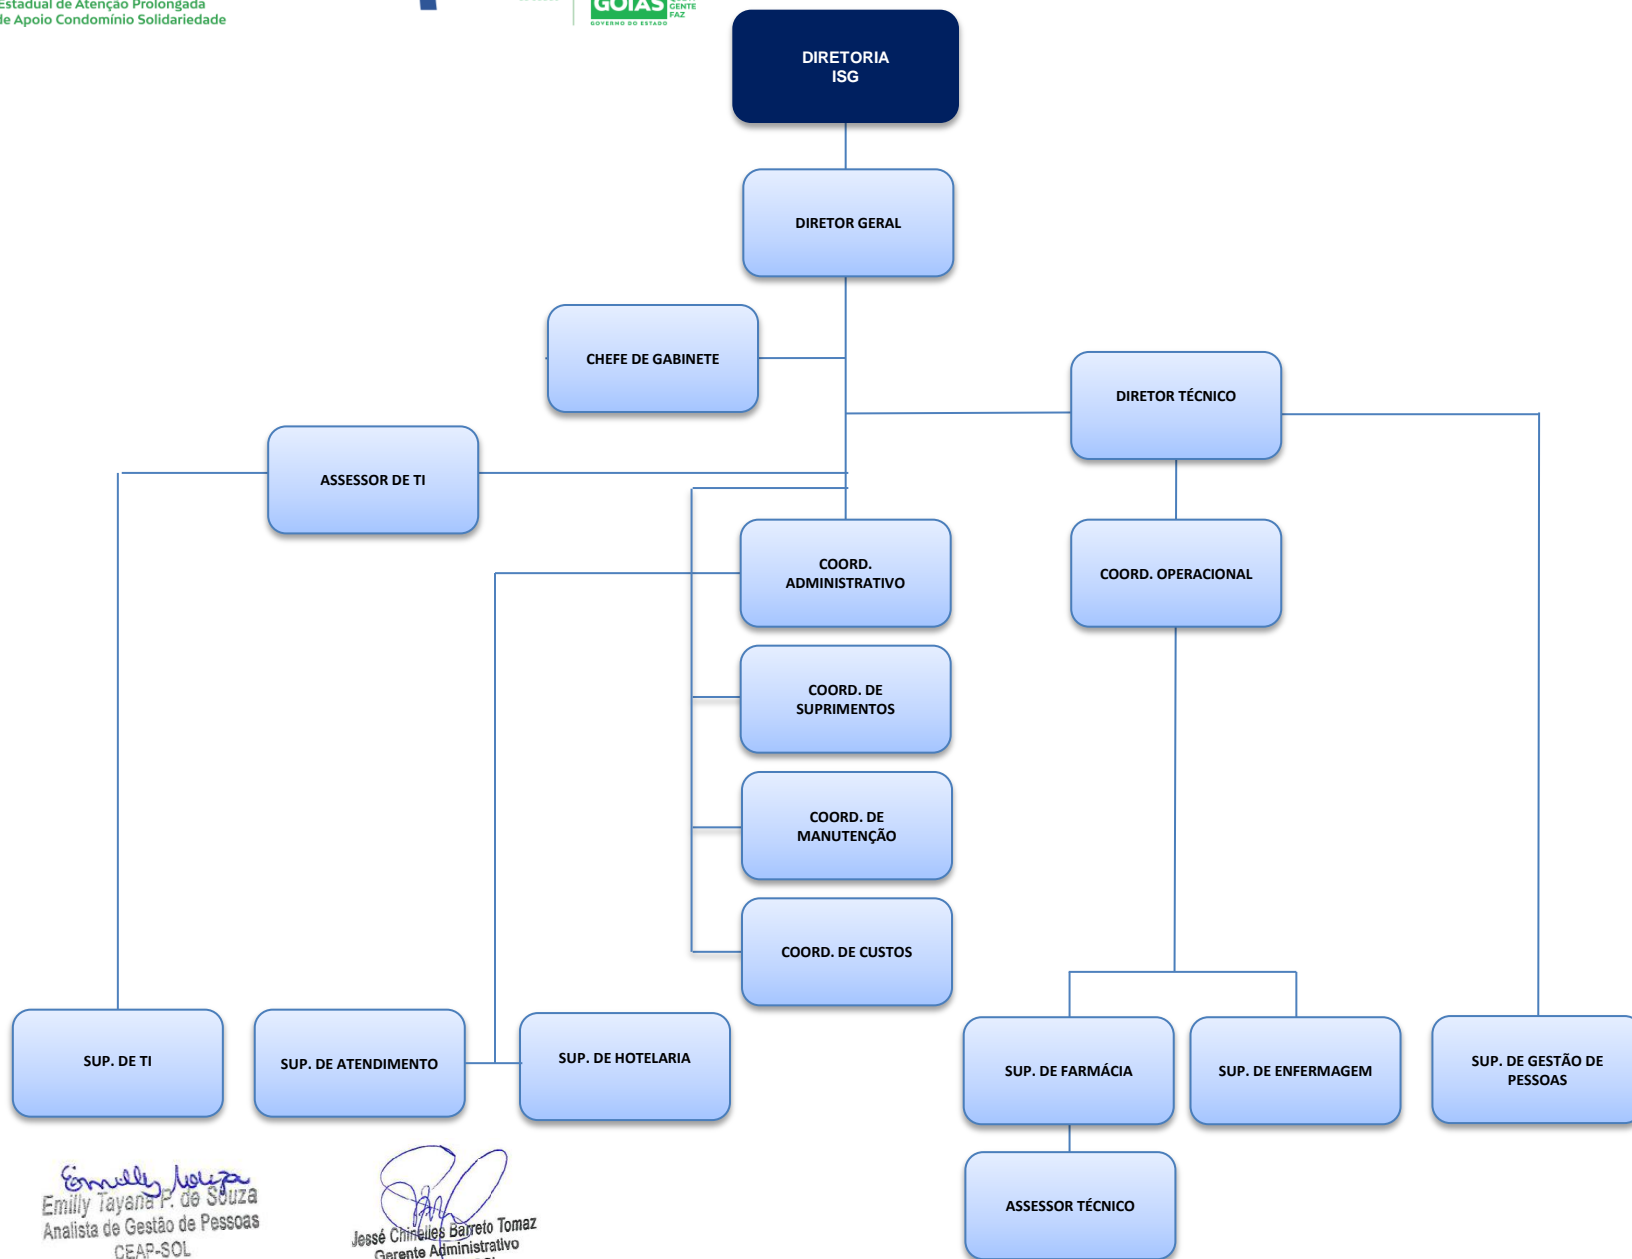 Estadual de Atenção Prolongada
de Apoio Condomínio Solidariedade
GOIÁS
GENTE
FAZ
GOVERNO DO ESTADO
DIRETORIA
ISG
DIRETOR GERAL
CHEFE DE GABINETE
DIRETOR TÉCNICO
ASSESSOR DE TI
COORD.
ADMINISTRATIVO
COORD. OPERACIONAL
COORD. DE
SUPRIMENTOS
COORD. DE
MANUTENÇÃO
COORD. DE CUSTOS
SUP. DE TI
SUP. DE ATENDIMENTO
SUP. DE HOTELARIA
SUP. DE FARMÁCIA
SUP. DE ENFERMAGEM
SUP. DE GESTÃO DE
PESSOAS
ASSESSOR TÉCNICO
Emilly Souza
Emilly Tayana P. de Souza
Analista de Gestão de Pessoas
CEAP-SOL
Jessé Chirelles Barreto Tomaz
Gerente Administrativo